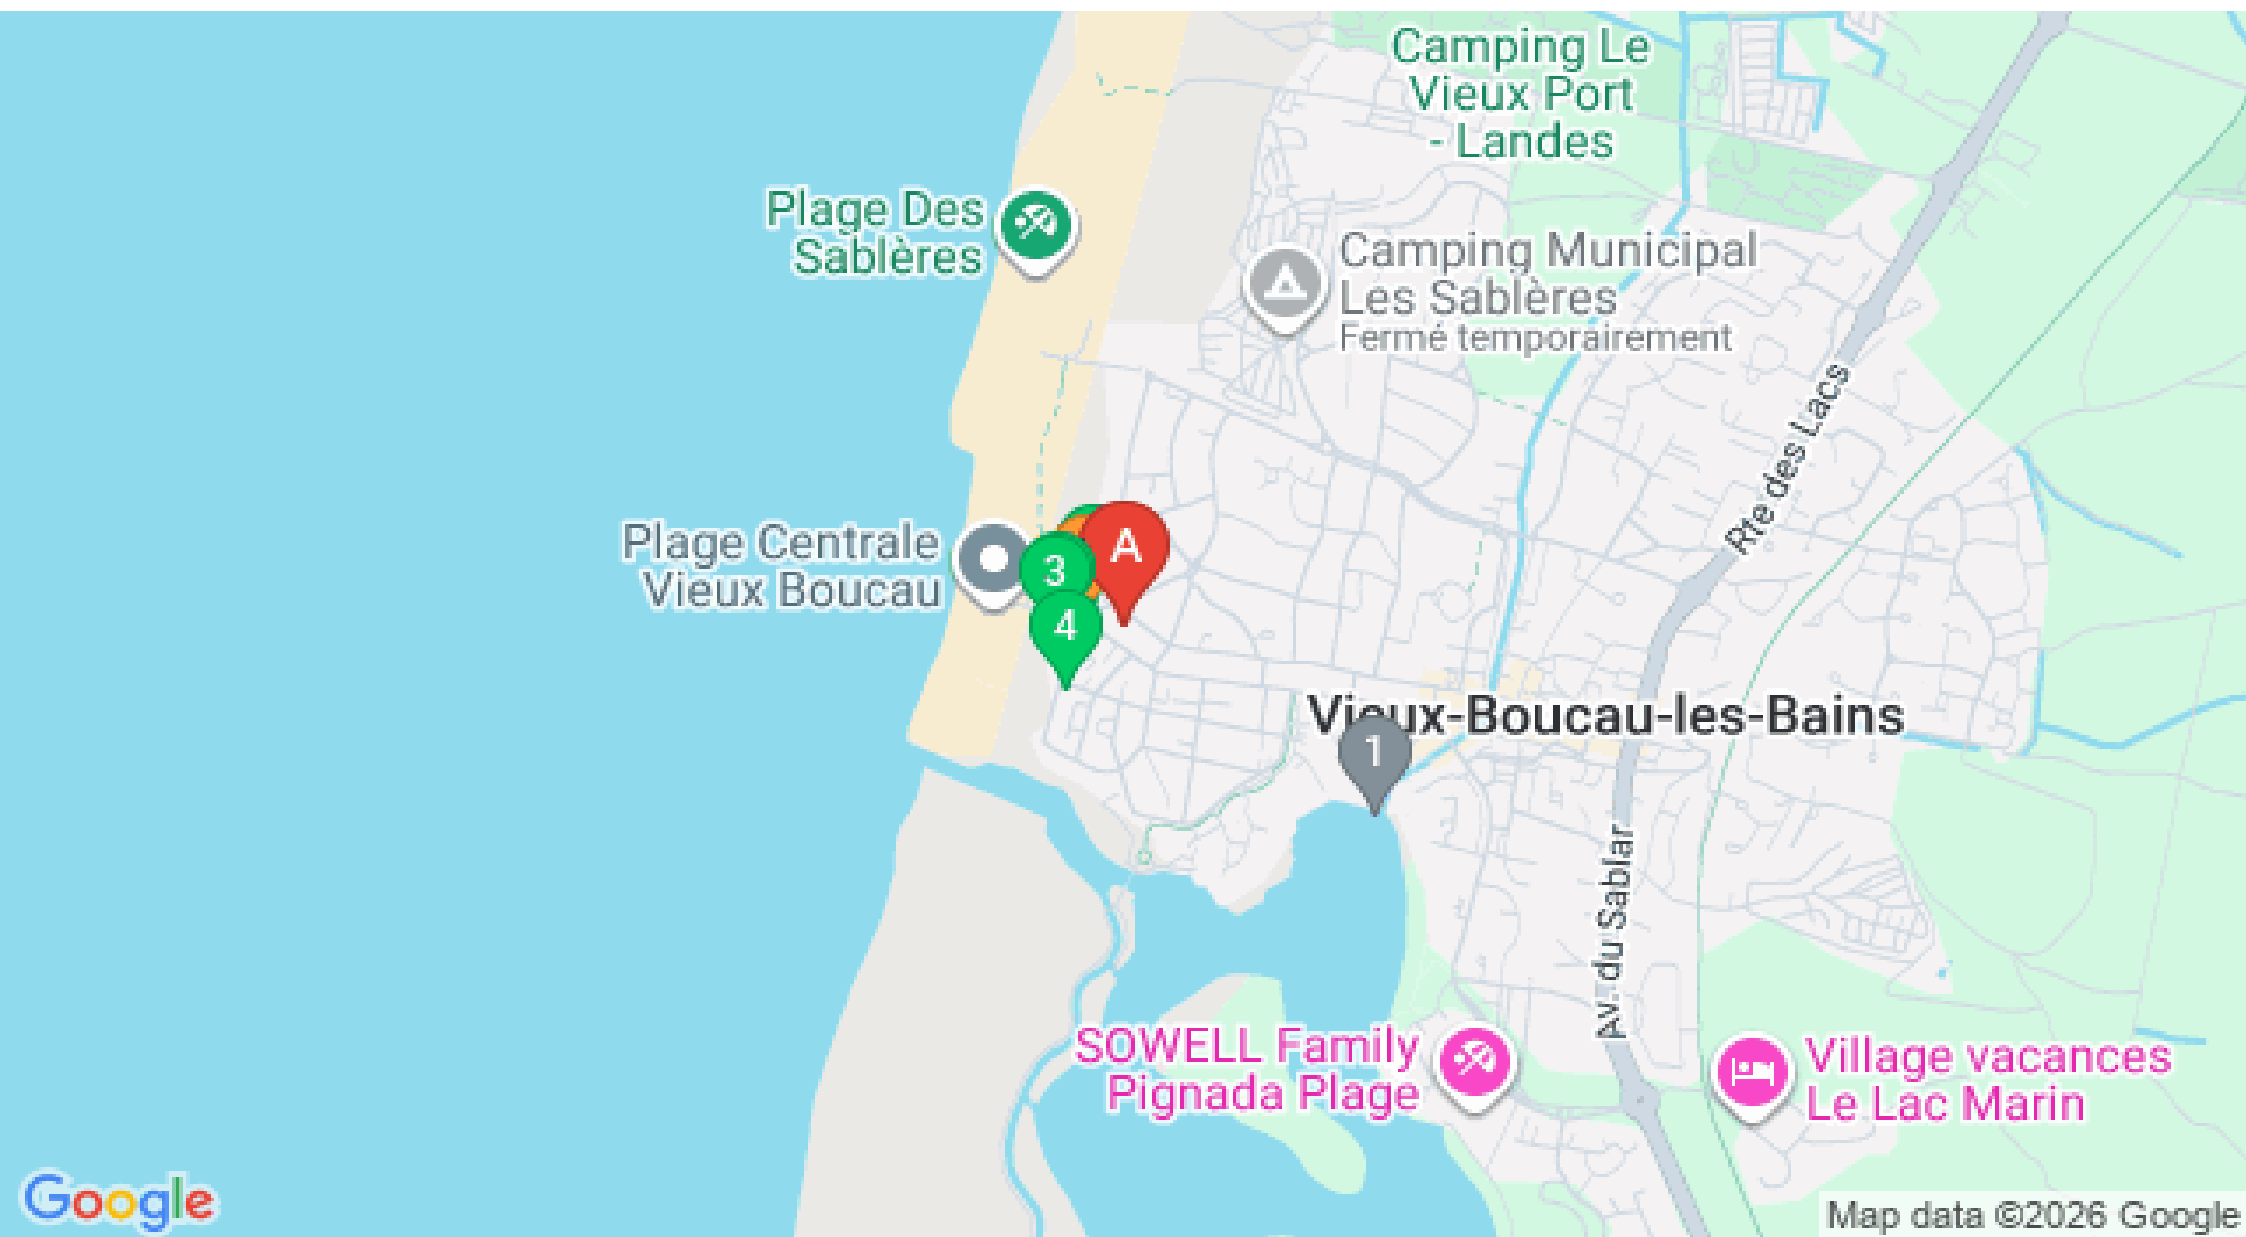 Camping Le
Vieux Port
- Landes
Plage Des
Sablères
Camping Municipal
Les Sablères
Fermé temporairement
Rte des Lacs
Plage Centrale
Vieux Boucau
A
3
4
Vieux-Boucau-les-Bains
1
Av. du Sablar
SOWELL Family
Pignada Plage
Village vacances
Le Lac Marin
Google
Map data ©2026 Google